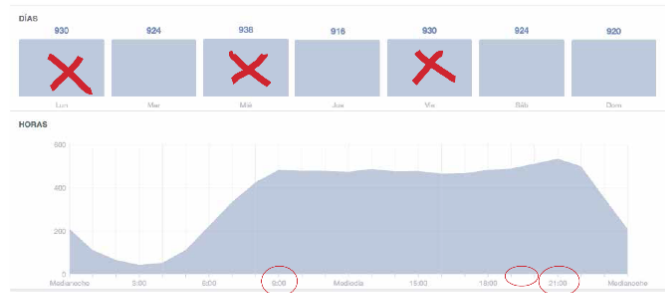 DÍAS
930 924 938 916 930 924 920
Lun Mar Mié Jue Vie Sáb Dom
HORAS
600
400
200
0
Medianoche 3:00 6:00 9:00 Mediodía 15:00 18:00 21:00 Medianoche